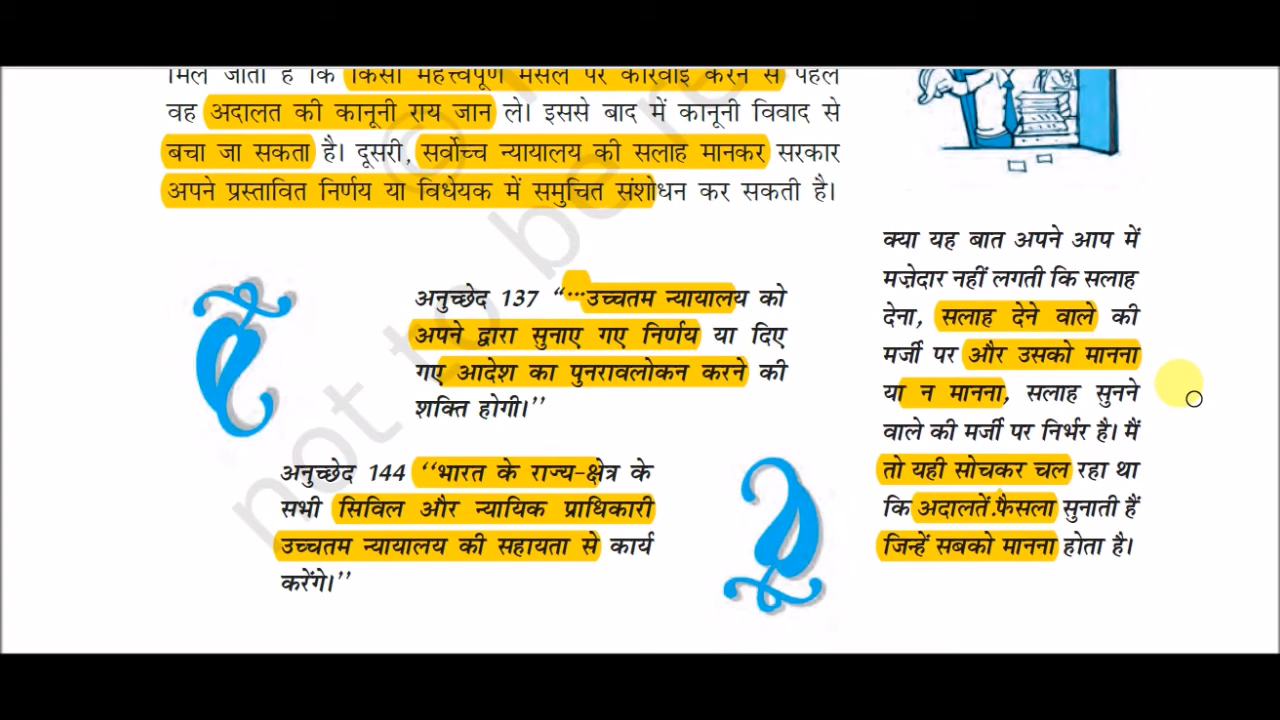 मिल जाता है कि किसी महत्त्वपूर्ण मसले पर कार्रवाई करने से पहले
वह अदालत की कानूनी राय जान ले। इससे बाद में कानूनी विवाद से
बचा जा सकता है। दूसरी, सर्वोच्च न्यायालय की सलाह मानकर सरकार
अपने प्रस्तावित निर्णय या विधेयक में समुचित संशोधन कर सकती है।
अनुच्छेद 137 “...उच्चतम न्यायालय को
अपने द्वारा सुनाए गए निर्णय या दिए
गए आदेश का पुनरावलोकन करने की
शक्ति होगी।’’
अनुच्छेद 144 ‘‘भारत के राज्य-क्षेत्र के
सभी सिविल और न्यायिक प्राधिकारी
उच्चतम न्यायालय की सहायता से कार्य
करेंगे।’’
क्या यह बात अपने आप में
मज़ेदार नहीं लगती कि सलाह
देना, सलाह देने वाले की
मर्जी पर और उसको मानना
या न मानना, सलाह सुनने
वाले की मर्जी पर निर्भर है। मैं
तो यही सोचकर चल रहा था
कि अदालतें फ़ैसला सुनाती हैं
जिन्हें सबको मानना होता है।
not to be re